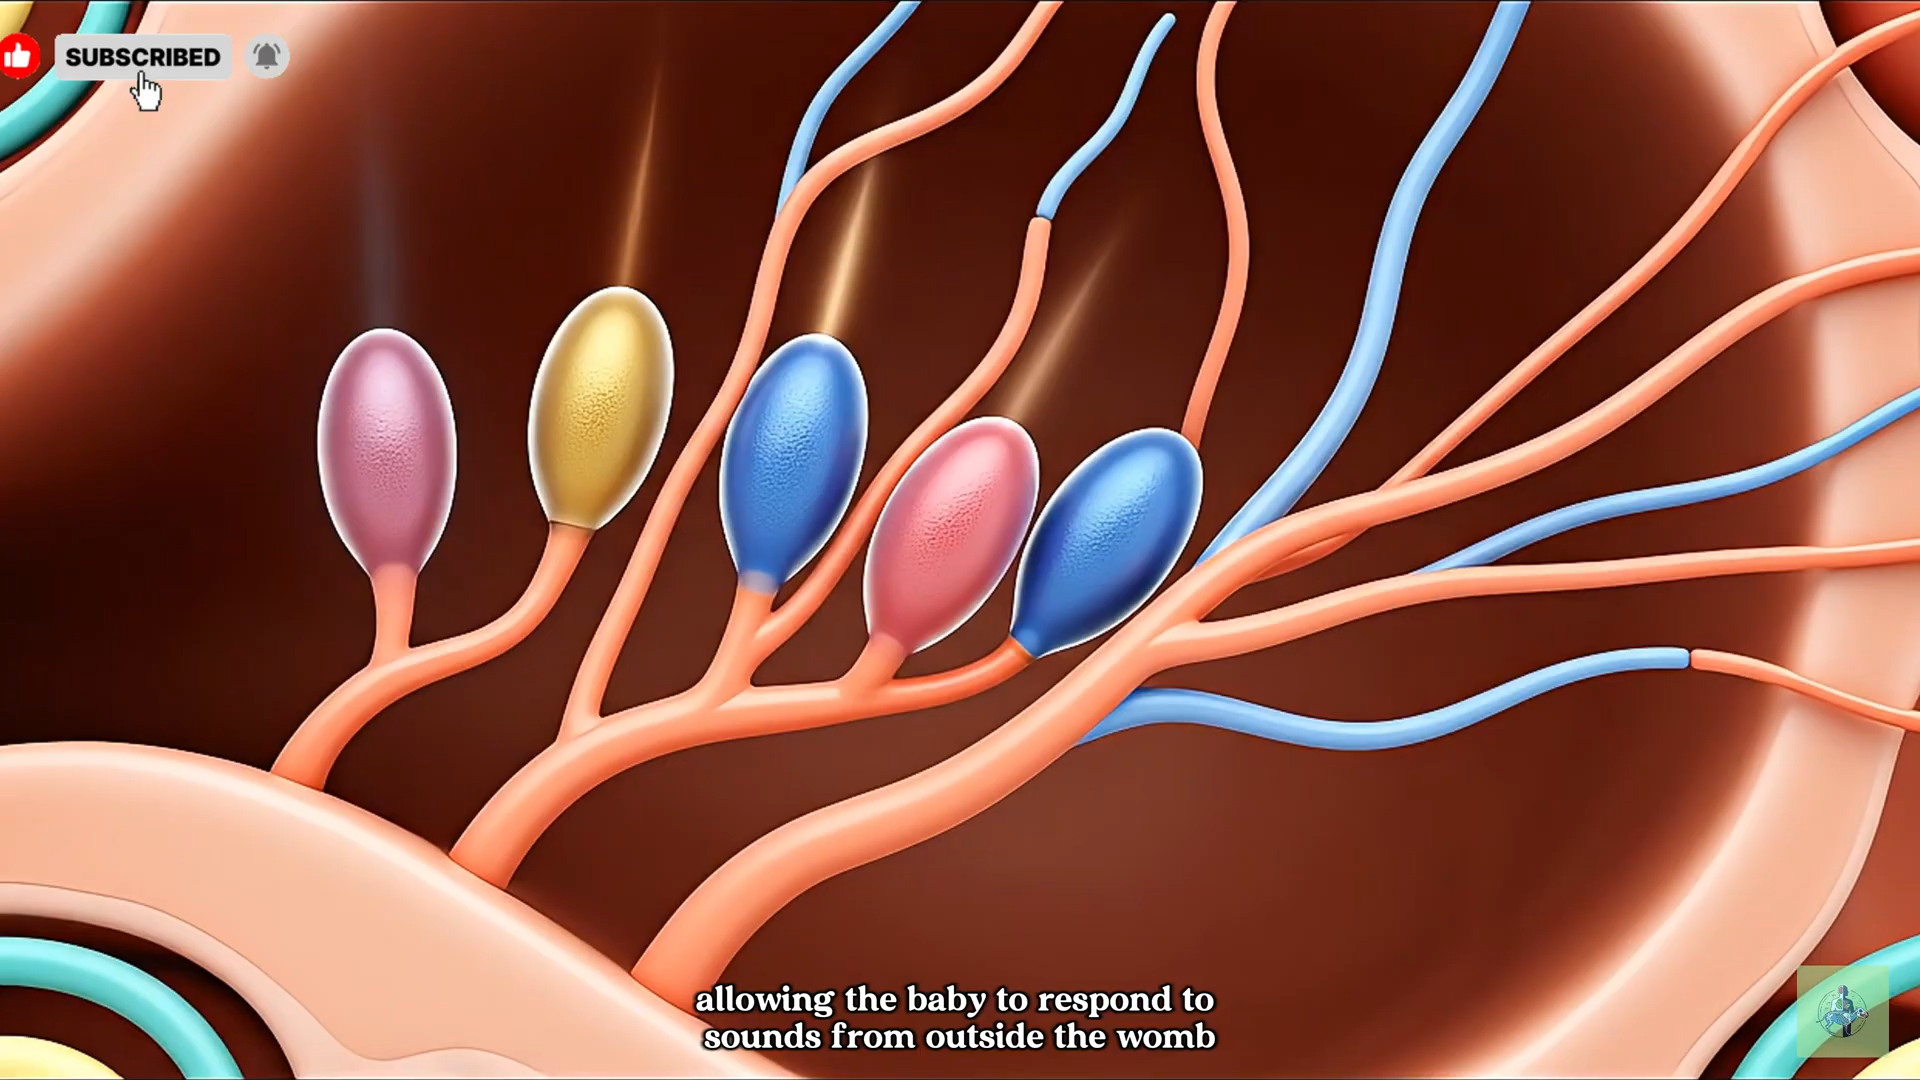 SUBSCRIBED
allowing the baby to respond to
sounds from outside the womb